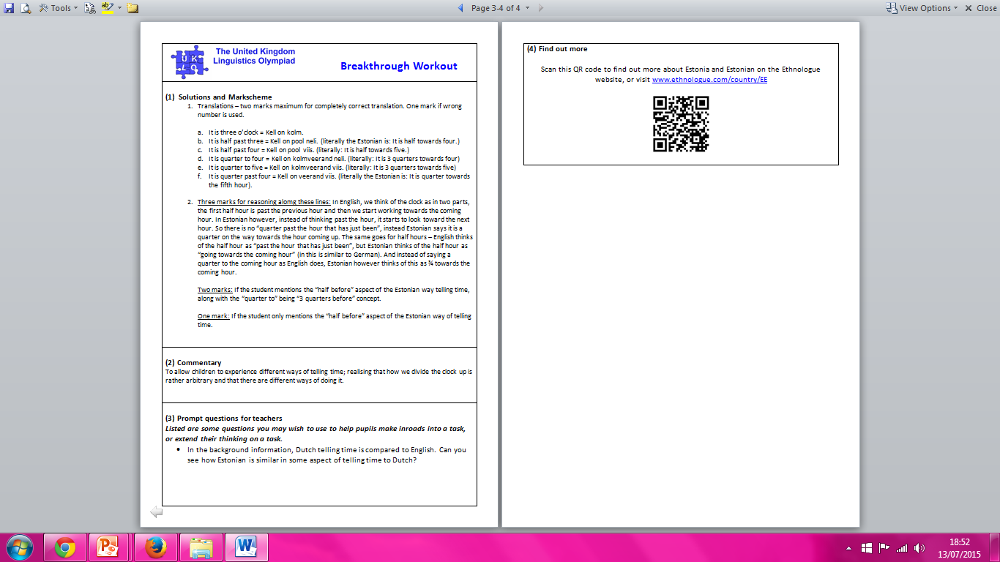 Tools
Page 3-4 of 4
View Options
Close
U K
L O
The United Kingdom
Linguistics Olympiad
Breakthrough Workout
(1) Solutions and Markscheme
1. Translations – two marks maximum for completely correct translation. One mark if wrong
number is used.
a. It is three o'clock = Kell on kolm.
b. It is half past three = Kell on pool neli. (literally the Estonian is: It is half towards four.)
c. It is half past four = Kell on pool viis. (literally: It is half towards five.)
d. It is quarter to four = Kell on kolmveerand neli. (literally: It is 3 quarters towards four)
e. It is quarter to five = Kell on kolmveerand viis. (literally: It is 3 quarters towards five)
f. It is quarter past four = Kell on veerand viis. (literally the Estonian is: It is quarter towards
the fifth hour).
2. Three marks for reasoning alomg these lines: In English, we think of the clock as in two parts,
the first half hour is past the previous hour and then we start working towards the coming
hour. In Estonian however, instead of thinking past the hour, it starts to look toward the next
hour. So there is no “quarter past the hour that has just been”, instead Estonian says it is a
quarter on the way towards the hour coming up. The same goes for half hours – English thinks
of the half hour as “past the hour that has just been”, but Estonian thinks of the half hour as
“going towards the coming hour” (in this is similar to German). And instead of saying a
quarter to the coming hour as English does, Estonian however thinks of this as ¾ towards the
coming hour.
Two marks: If the student mentions the “half before” aspect of the Estonian way telling time,
along with the “quarter to” being “3 quarters before” concept.
One mark: If the student only mentions the “half before” aspect of the Estonian way of telling
time.
(2) Commentary
To allow children to experience different ways of telling time; realising that how we divide the clock up is
rather arbitrary and that there are different ways of doing it.
(3) Prompt questions for teachers
Listed are some questions you may wish to use to help pupils make inroads into a task,
or extend their thinking on a task.
• In the background information, Dutch telling time is compared to English. Can you
see how Estonian is similar in some aspect of telling time to Dutch?
(4) Find out more
Scan this QR code to find out more about Estonia and Estonian on the Ethnologue
website, or visit www.ethnologue.com/country/EE
18:52
13/07/2015